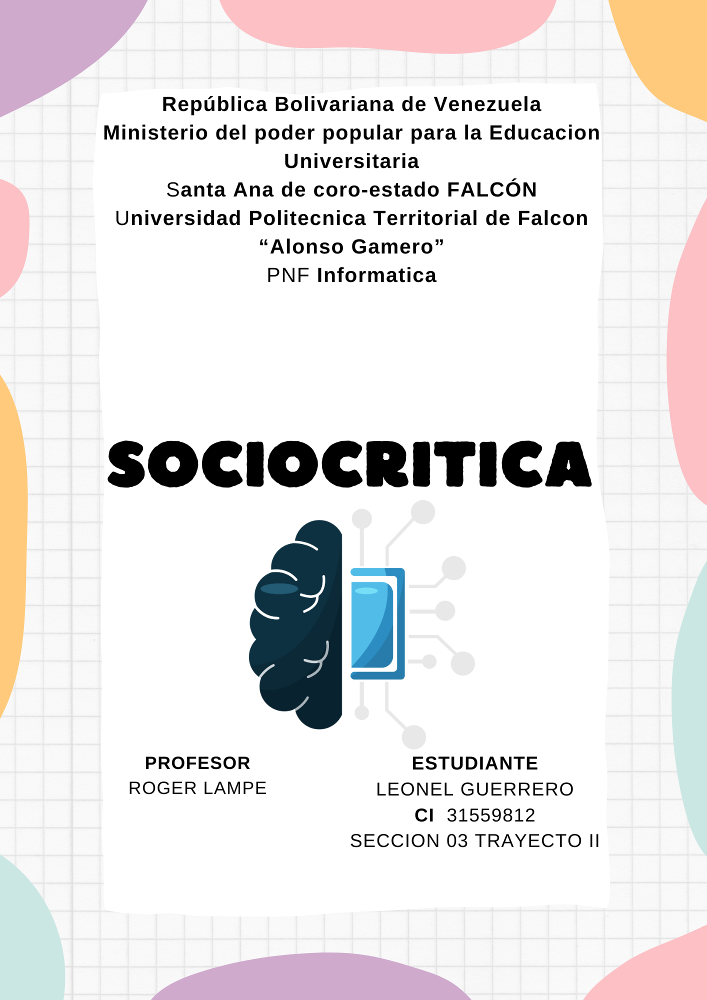 República Bolivariana de Venezuela
Ministerio del poder popular para la Educacion
Universitaria
Santa Ana de coro-estado FALCÓN
Universidad Politecnica Territorial de Falcon
“Alonso Gamero”
PNF Informatica
SOCIOCRITICA
PROFESOR
ROGER LAMPE
ESTUDIANTE
LEONEL GUERRERO
CI 31559812
SECCION 03 TRAYECTO II